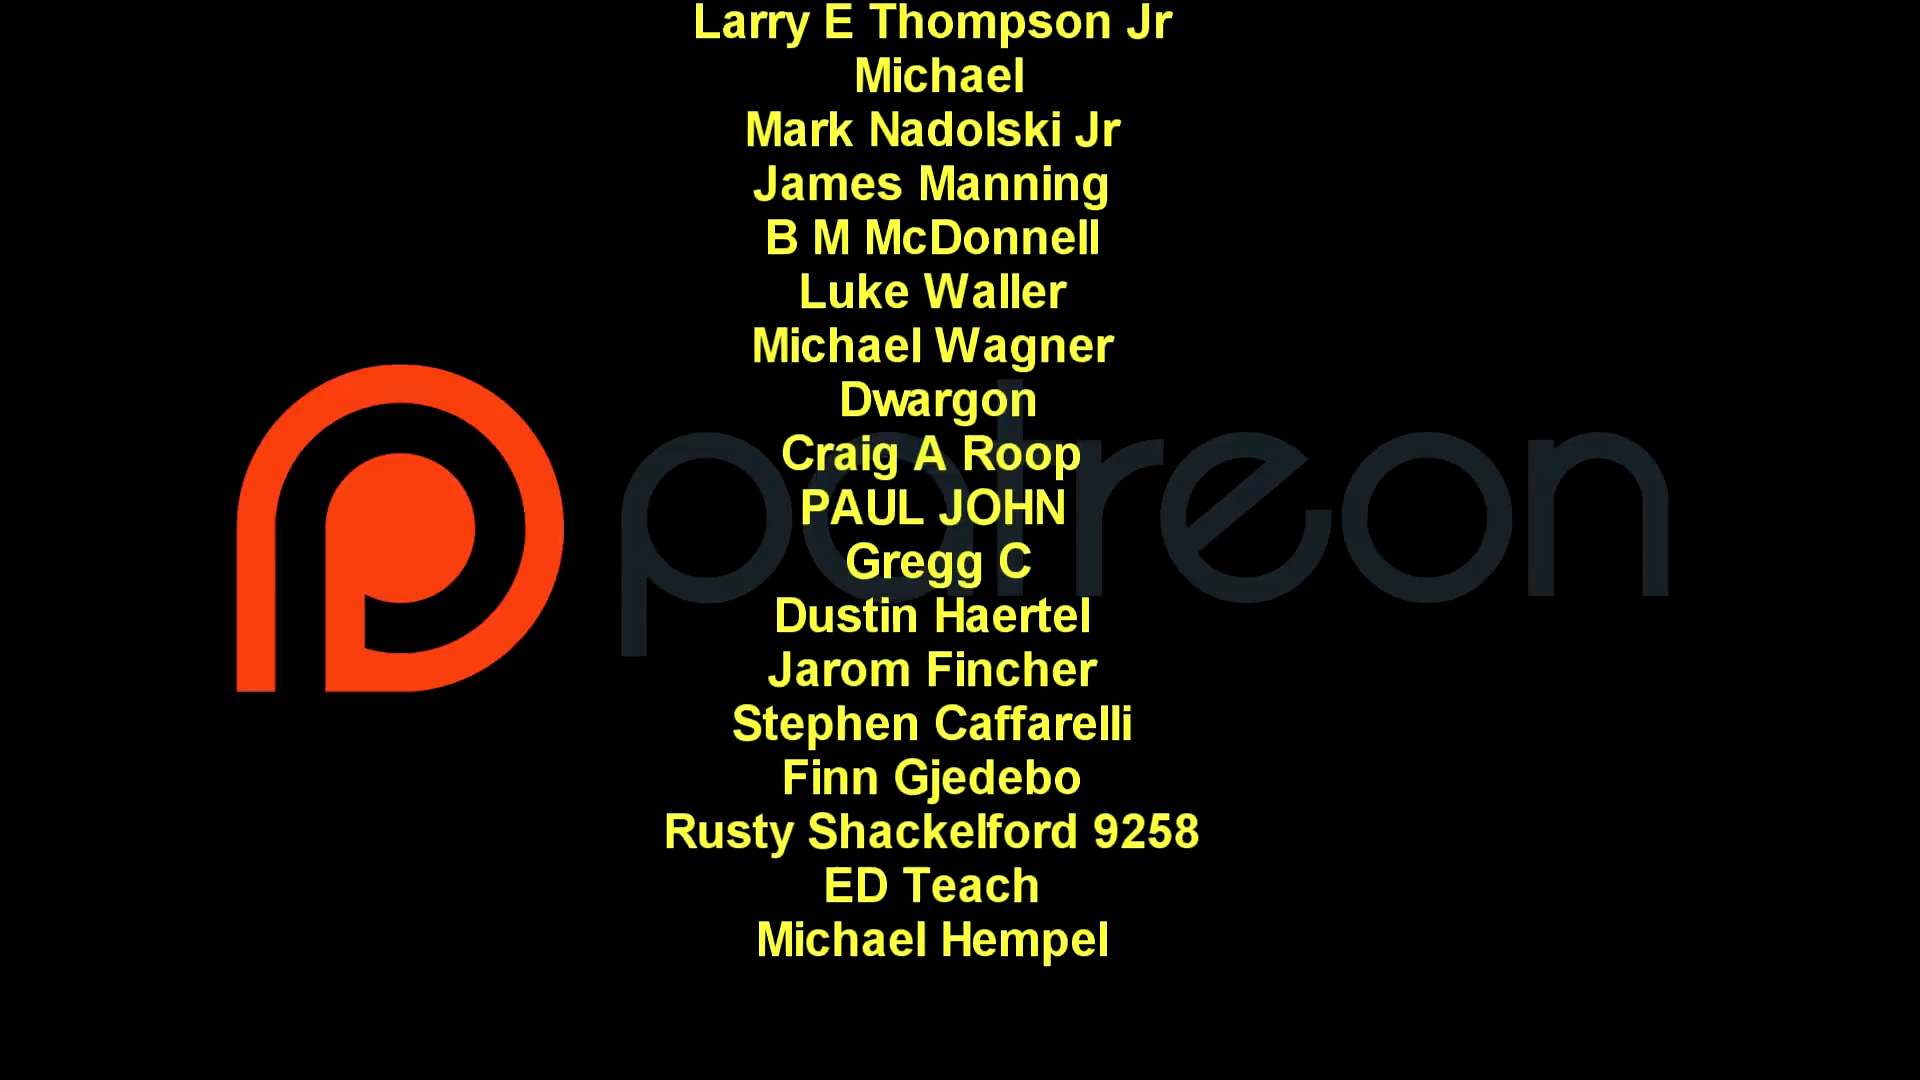 Larry E Thompson Jr
Michael
Mark Nadolski Jr
James Manning
B M McDonnell
Luke Waller
Michael Wagner
Dwargon
Craig A Roop
PAUL JOHN
Gregg C
Dustin Haertel
Jarom Fincher
Stephen Caffarelli
Finn Gjedebo
Rusty Shackelford 9258
ED Teach
Michael Hempel
patreon